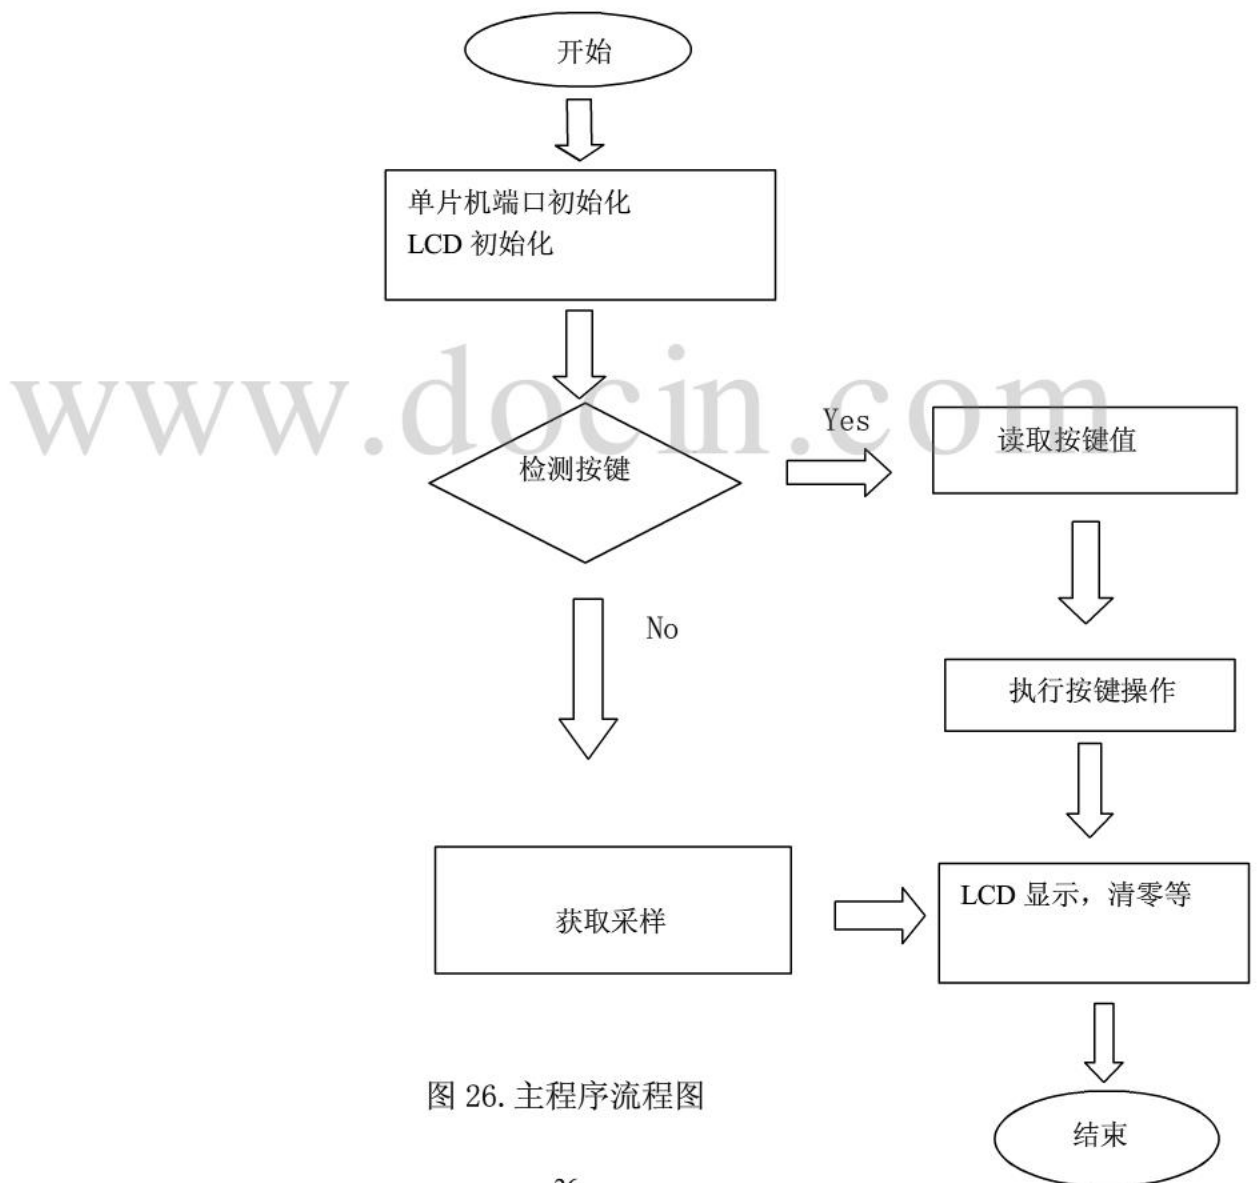 开始
单片机端口初始化
LCD 初始化
www.docin.com
检测按键
Yes
读取按键值
No
执行按键操作
获取采样
LCD 显示，清零等
图 26.主程序流程图
结束